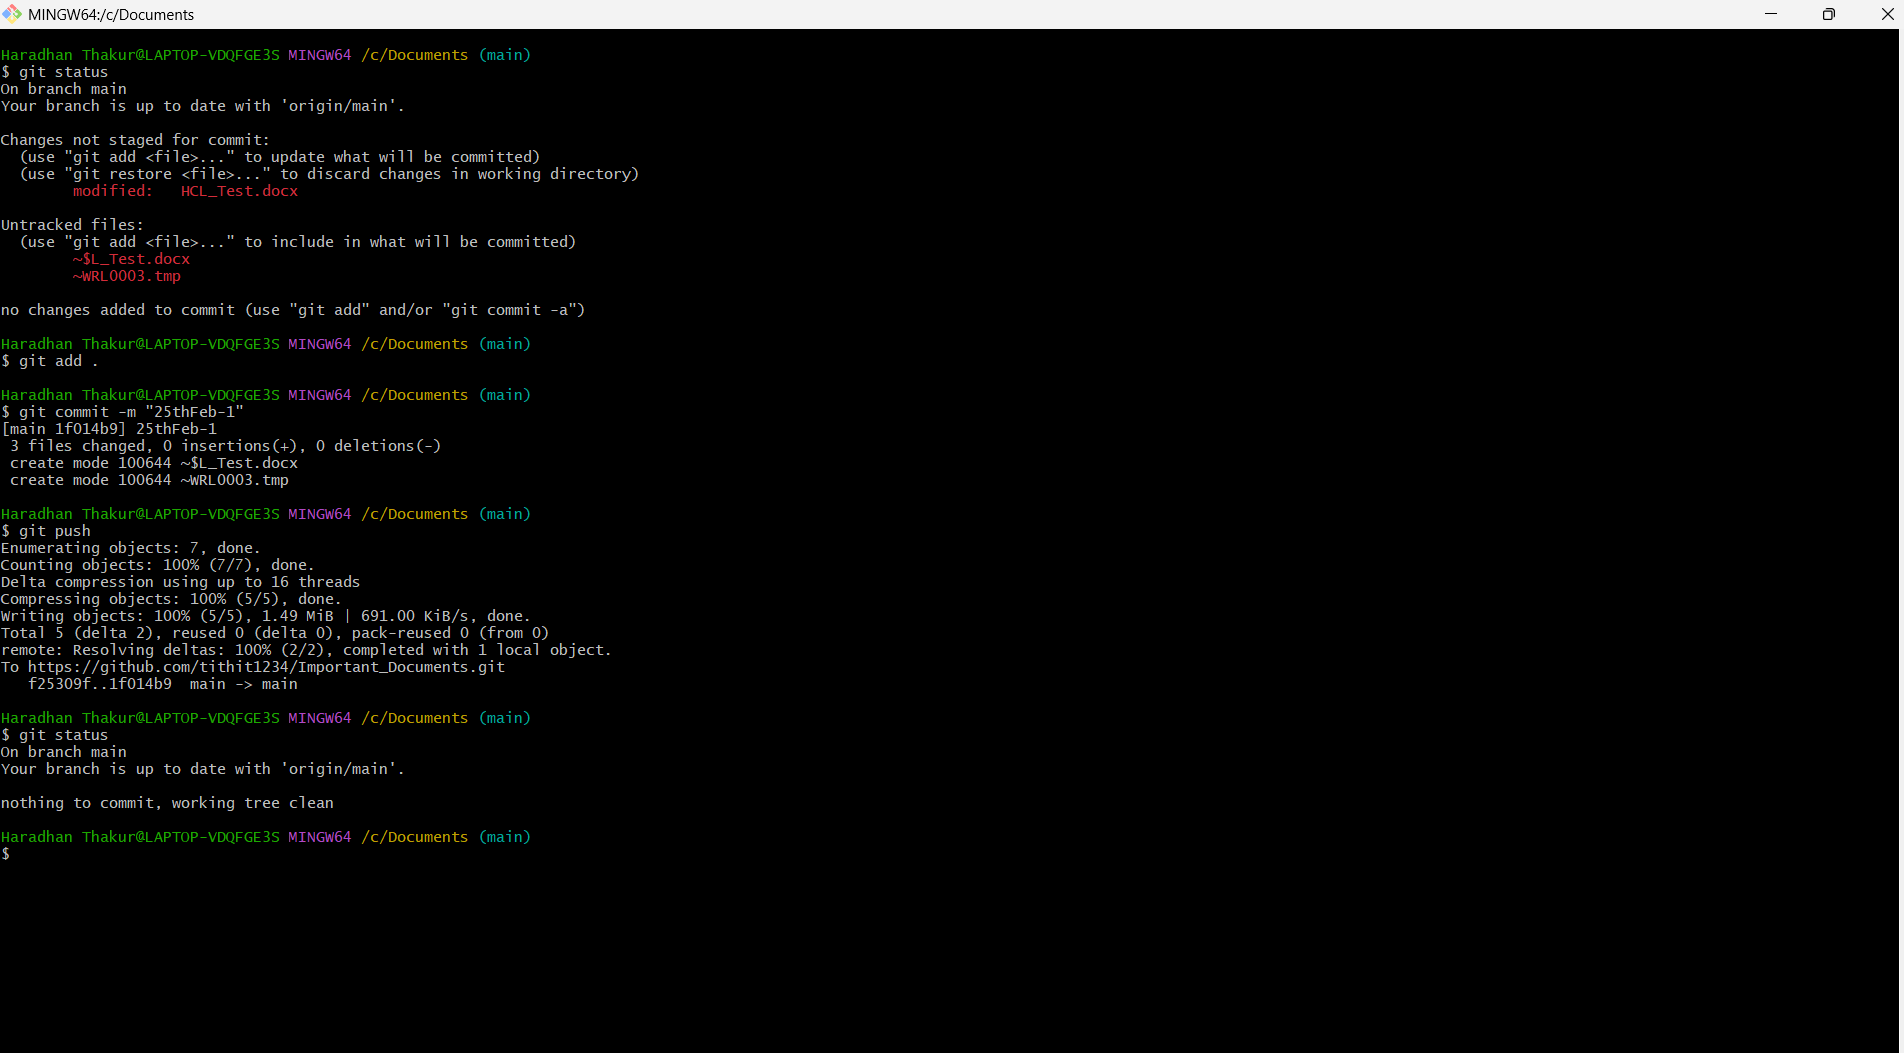 MINGW64:/c/Documents
Haradhan Thakur@LAPTOP-VDQFGE3S MINGW64 /c/Documents (main)
$ git status
On branch main
Your branch is up to date with 'origin/main'.
Changes not staged for commit:
  (use "git add <file>..." to update what will be committed)
  (use "git restore <file>..." to discard changes in working directory)
        modified:   HCL_Test.docx
Untracked files:
  (use "git add <file>..." to include in what will be committed)
        ~$L_Test.docx
        ~WRL0003.tmp
no changes added to commit (use "git add" and/or "git commit -a")
Haradhan Thakur@LAPTOP-VDQFGE3S MINGW64 /c/Documents (main)
$ git add .
Haradhan Thakur@LAPTOP-VDQFGE3S MINGW64 /c/Documents (main)
$ git commit -m "25thFeb-1"
[main 1f014b9] 25thFeb-1
 3 files changed, 0 insertions(+), 0 deletions(-)
 create mode 100644 ~$L_Test.docx
 create mode 100644 ~WRL0003.tmp
Haradhan Thakur@LAPTOP-VDQFGE3S MINGW64 /c/Documents (main)
$ git push
Enumerating objects: 7, done.
Counting objects: 100% (7/7), done.
Delta compression using up to 16 threads
Compressing objects: 100% (5/5), done.
Writing objects: 100% (5/5), 1.49 MiB | 691.00 KiB/s, done.
Total 5 (delta 2), reused 0 (delta 0), pack-reused 0 (from 0)
remote: Resolving deltas: 100% (2/2), completed with 1 local object.
To https://github.com/tithit1234/Important_Documents.git
   f25309f..1f014b9  main -> main
Haradhan Thakur@LAPTOP-VDQFGE3S MINGW64 /c/Documents (main)
$ git status
On branch main
Your branch is up to date with 'origin/main'.
nothing to commit, working tree clean
Haradhan Thakur@LAPTOP-VDQFGE3S MINGW64 /c/Documents (main)
$